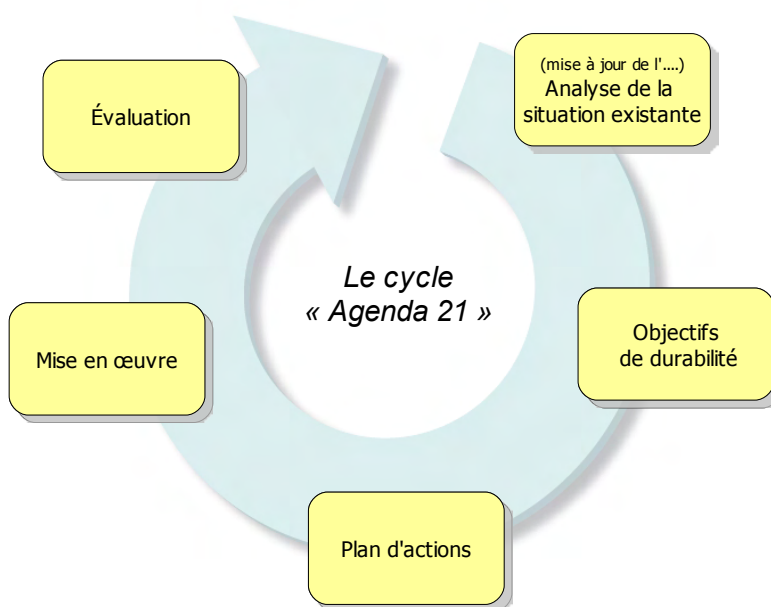 (mise à jour de l'....)
Analyse de la
situation existante
Objectifs
de durabilité
Plan d'actions
Mise en œuvre
Évaluation
Le cycle
« Agenda 21 »